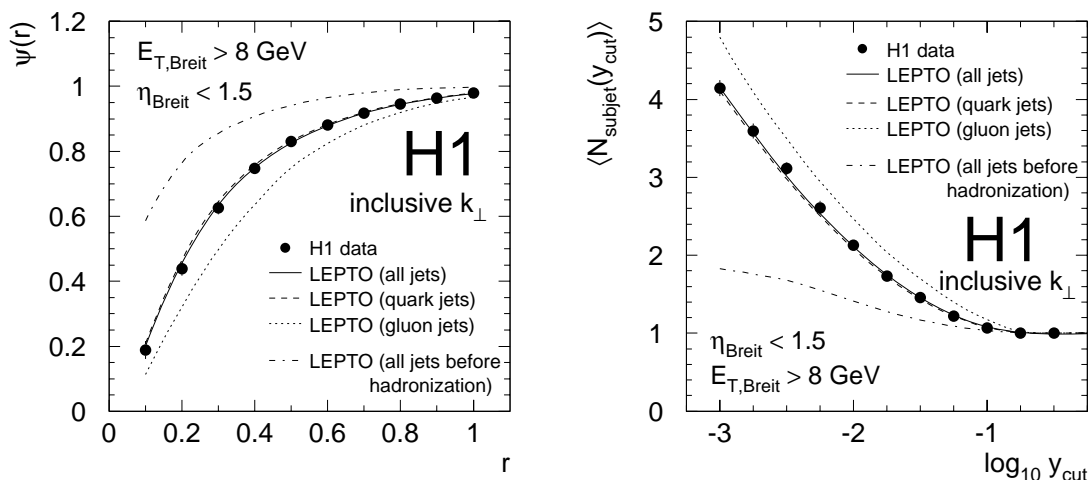 ψ(r)
1.2
1
0.8
0.6
0.4
0.2
0
E_T,Breit > 8 GeV
η_Breit < 1.5
H1
inclusive k_⊥
H1 data
LEPTO (all jets)
LEPTO (quark jets)
LEPTO (gluon jets)
LEPTO (all jets before
hadronization)
0 0.2 0.4 0.6 0.8 1
r
⟨N_subjet(y_cut)⟩
5
4
3
2
1
0
H1 data
LEPTO (all jets)
LEPTO (quark jets)
LEPTO (gluon jets)
LEPTO (all jets before
hadronization)
H1
inclusive k_⊥
η_Breit < 1.5
E_T,Breit > 8 GeV
-3 -2 -1
log_10 y_cut